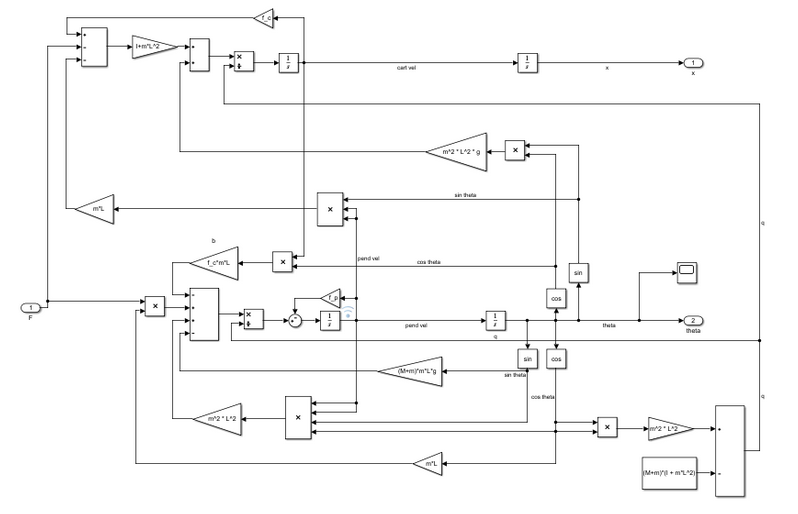 f_c
I+m*L^2
1
s
cart vel
1
s
x
1
x
m^2 * L^2 * g
sin theta
m*L
q
b
f_c*m*L
pend vel
cos theta
sin
cos
f_p
1
F
1
s
pend vel
1
s
theta
2
theta
q
(M+m)*m*L*g
sin
cos
sin theta
cos theta
q
m^2 * L^2
m^2 * L^2
m*L
(M+m)*(I + m*L^2)